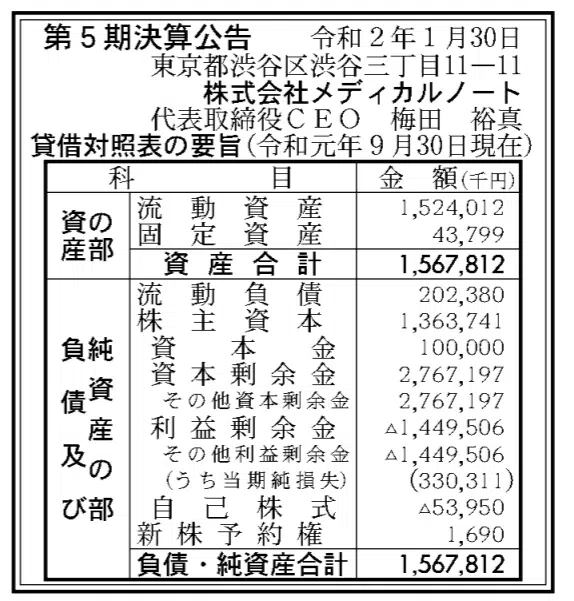 第5期決算公告 令和2年1月30日
東京都渋谷区渋谷三丁目11―11
株式会社メディカルノート
代表取締役CEO 梅田 裕真
貸借対照表の要旨(令和元年9月30日現在)
科 目 金 額(千円)
資産の部
流動資産 1,524,012
固定資産 43,799
資産合計 1,567,812
負債及び純資産の部
流動負債 202,380
株主資本 1,363,741
資本金 100,000
資本剰余金 2,767,197
その他資本剰余金 2,767,197
利益剰余金 △1,449,506
その他利益剰余金 △1,449,506
(うち当期純損失) (330,311)
自己株式 △53,950
新株予約権 1,690
負債・純資産合計 1,567,812